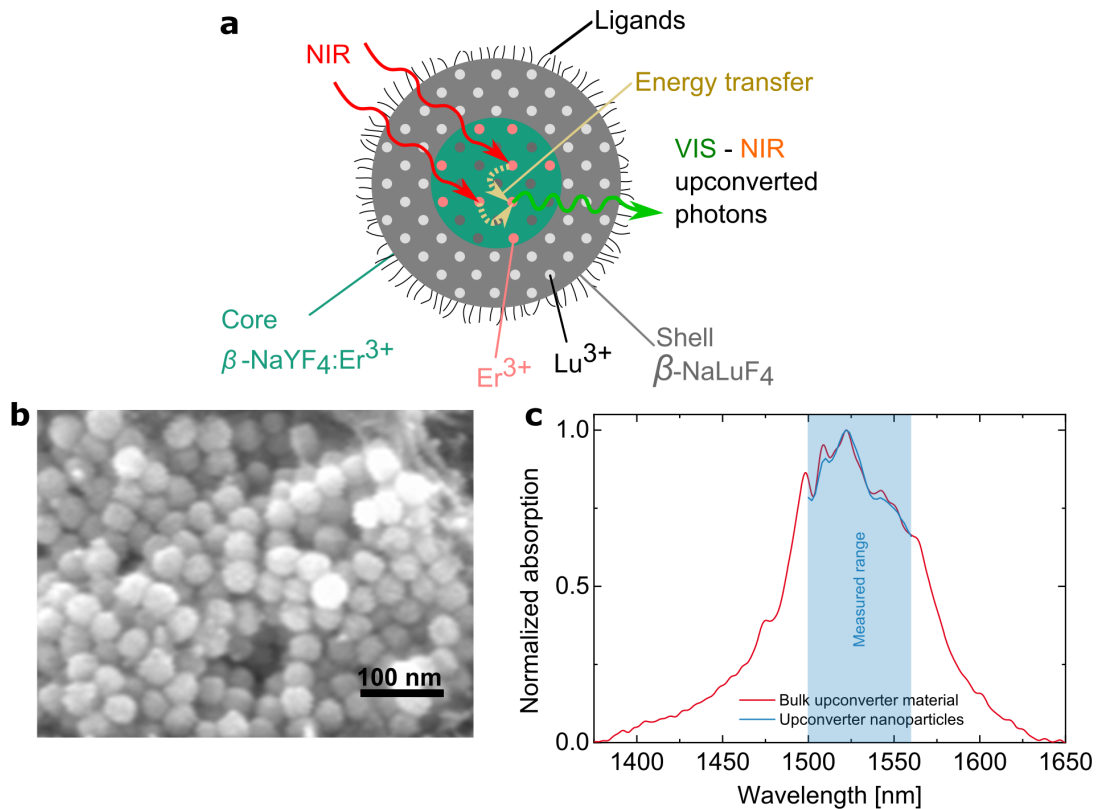 a
Ligands
NIR
Energy transfer
VIS - NIR
upconverted
photons
Core
β-NaYF₄:Er³⁺
Er³⁺
Lu³⁺
Shell
β-NaLuF₄
b
100 nm
c
Normalized absorption
1.0
0.5
0.0
Measured range
Bulk upconverter material
Upconverter nanoparticles
1400 1450 1500 1550 1600 1650
Wavelength [nm]